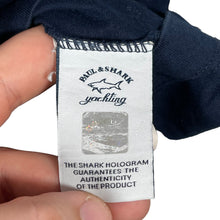 PAUL & SHARK
yachting
THE SHARK HOLOGRAM
GUARANTEES THE
AUTHENTICITY
OF THE PRODUCT